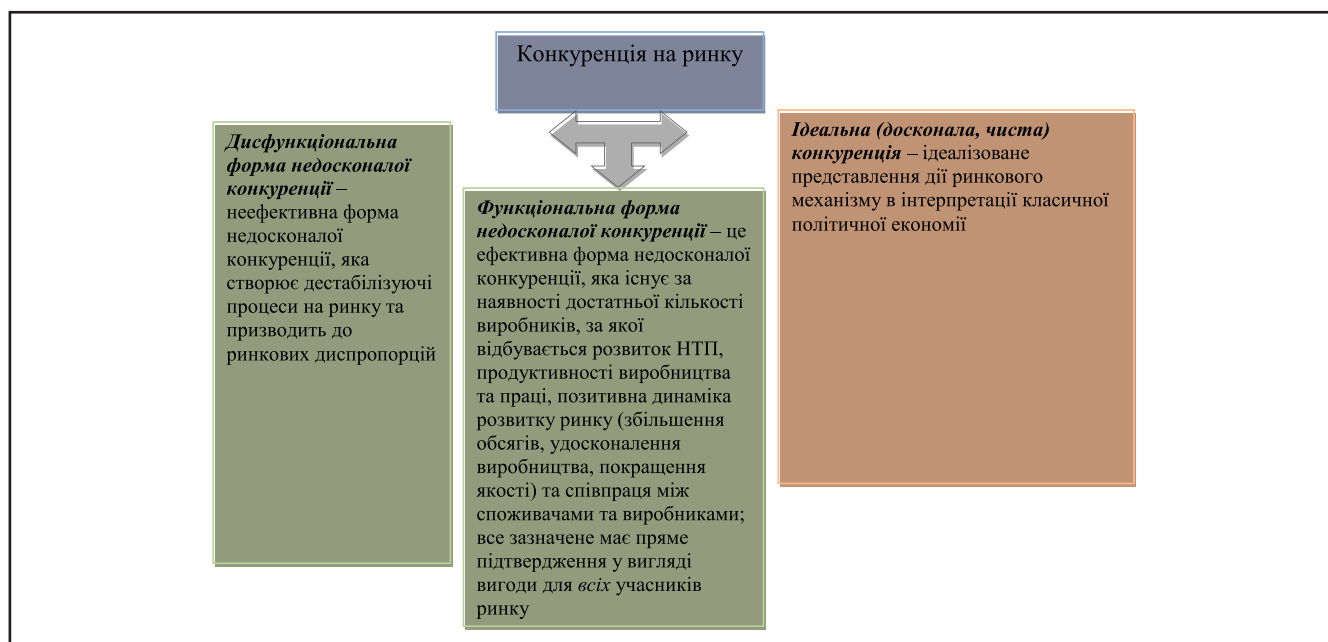 Конкуренція на ринку
Дисфункціональна
форма недосконалої
конкуренції –
неефективна форма
недосконалої
конкуренції, яка
створює дестабілізуючі
процеси на ринку та
призводить до
ринкових диспропорцій
Функціональна форма
недосконалої конкуренції – це
ефективна форма недосконалої
конкуренції, яка існує за
наявності достатньої кількості
виробників, за якої
відбувається розвиток НТП,
продуктивності виробництва
та праці, позитивна динаміка
розвитку ринку (збільшення
обсягів, удосконалення
виробництва, покращення
якості) та співпраця між
споживачами та виробниками;
все зазначене має пряме
підтвердження у вигляді
вигоди для всіх учасників
ринку
Ідеальна (досконала, чиста)
конкуренція – ідеалізоване
представлення дії ринкового
механізму в інтерпретації класичної
політичної економії